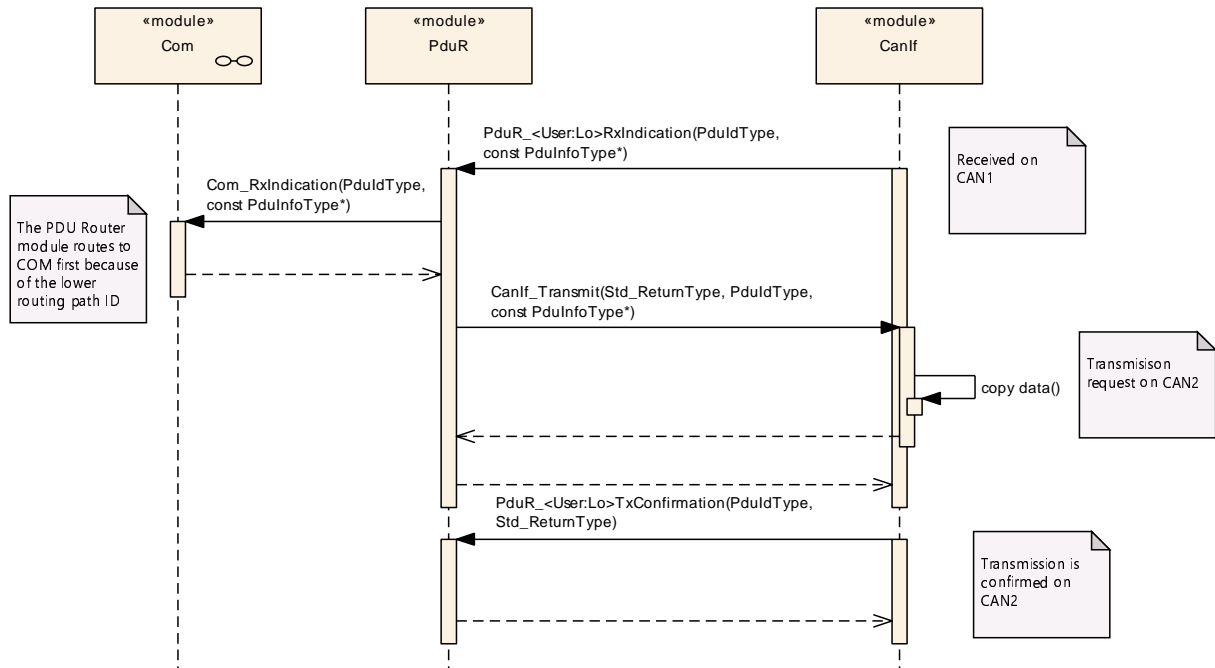 «module»
Com
«module»
PduR
«module»
CanIf
PduR_<User:Lo>RxIndication(PduIdType,
const PduInfoType*)
Received on
CAN1
Com_RxIndication(PduIdType,
const PduInfoType*)
The PDU Router
module routes to
COM first because
of the lower
routing path ID
CanIf_Transmit(Std_ReturnType, PduIdType,
const PduInfoType*)
Transmisison
request on CAN2
copy data()
PduR_<User:Lo>TxConfirmation(PduIdType,
Std_ReturnType)
Transmission is
confirmed on
CAN2